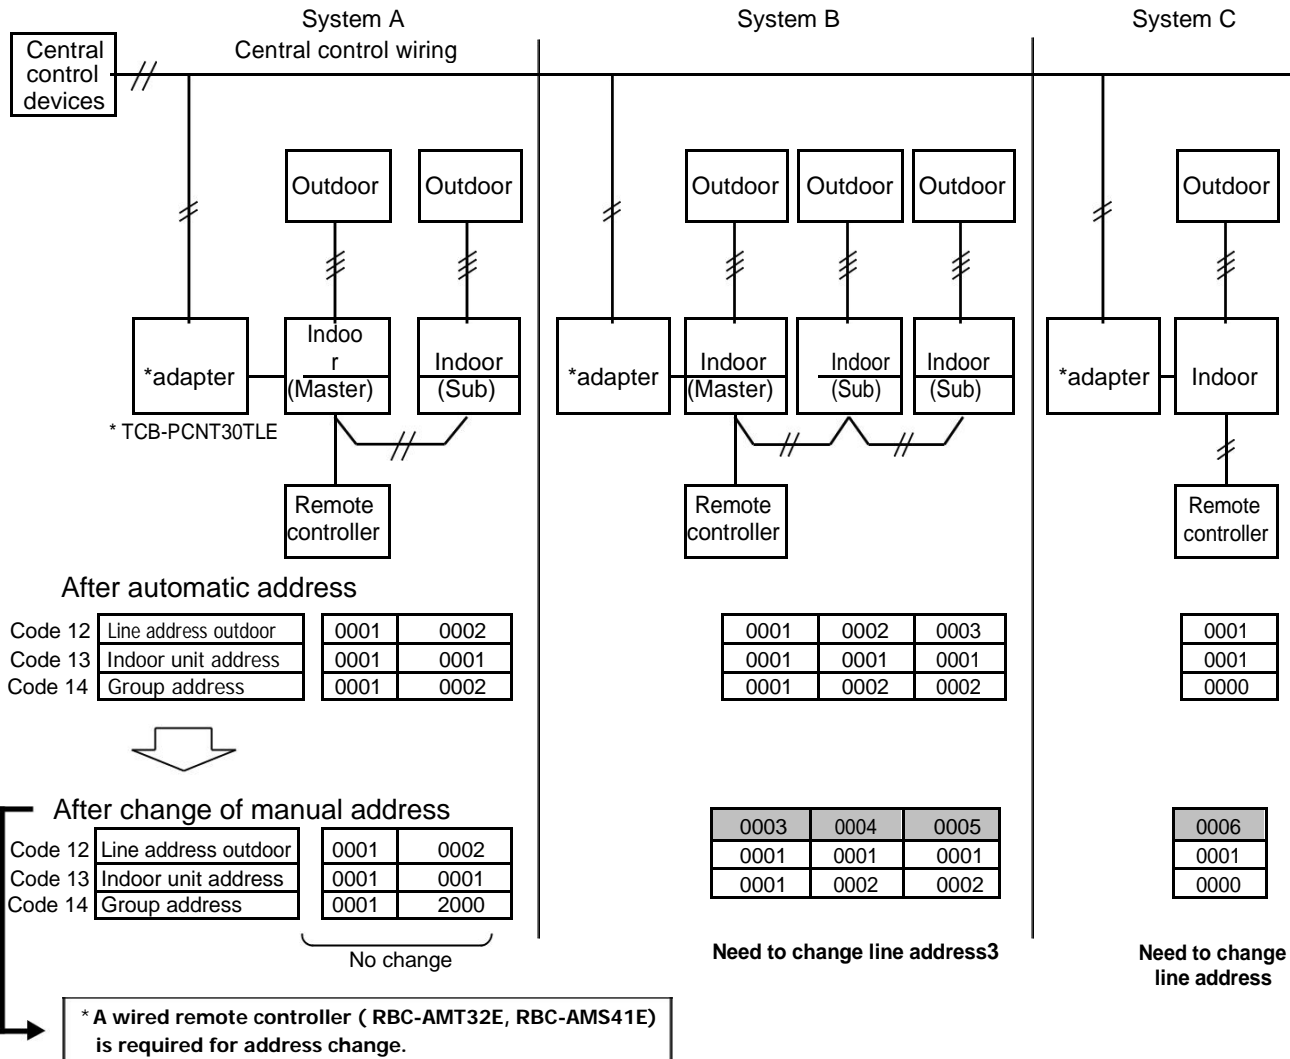 System A
System B
System C
Central control devices
Central control wiring
Outdoor
Outdoor
Outdoor
Outdoor
Outdoor
Outdoor
*adapter
Indoo
r
(Master)
Indoor
(Sub)
*adapter
Indoor
(Master)
Indoor
(Sub)
Indoor
(Sub)
*adapter
Indoor
* TCB-PCNT30TLE
Remote
controller
Remote
controller
Remote
controller
After automatic address
Code 12 Line address outdoor 0001 0002 0001 0002 0003 0001
Code 13 Indoor unit address 0001 0001 0001 0001 0001 0001
Code 14 Group address 0001 0002 0001 0002 0002 0000
After change of manual address
Code 12 Line address outdoor 0001 0002 0003 0004 0005 0006
Code 13 Indoor unit address 0001 0001 0001 0001 0001 0001
Code 14 Group address 0001 2000 0001 0002 0002 0000
No change
Need to change line address3
Need to change
line address
* A wired remote controller ( RBC-AMT32E, RBC-AMS41E)
is required for address change.